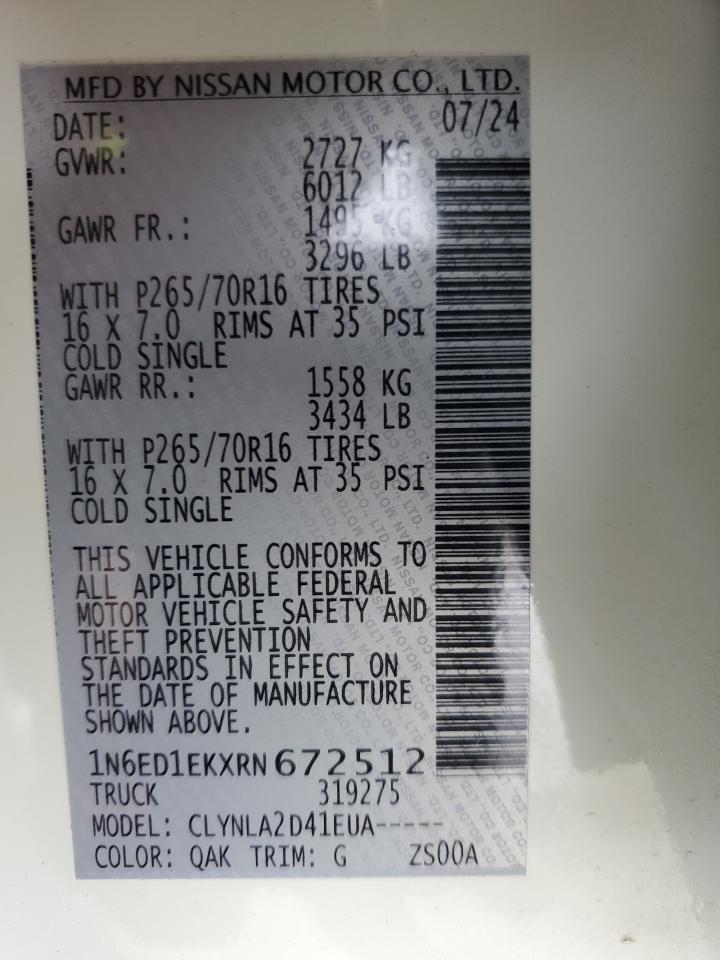 MFD BY NISSAN MOTOR CO., LTD.
DATE: 07/24
GVWR: 2727 KG
6012 LB
GAWR FR.: 1495 KG
3296 LB
WITH P265/70R16 TIRES
16 X 7.0 RIMS AT 35 PSI
COLD SINGLE
GAWR RR.: 1558 KG
3434 LB
WITH P265/70R16 TIRES
16 X 7.0 RIMS AT 35 PSI
COLD SINGLE
THIS VEHICLE CONFORMS TO
ALL APPLICABLE FEDERAL
MOTOR VEHICLE SAFETY AND
THEFT PREVENTION
STANDARDS IN EFFECT ON
THE DATE OF MANUFACTURE
SHOWN ABOVE.
1N6ED1EKXRN672512
TRUCK 319275
MODEL: CLYNLA2D41EUA-----
COLOR: QAK TRIM: G ZS00A